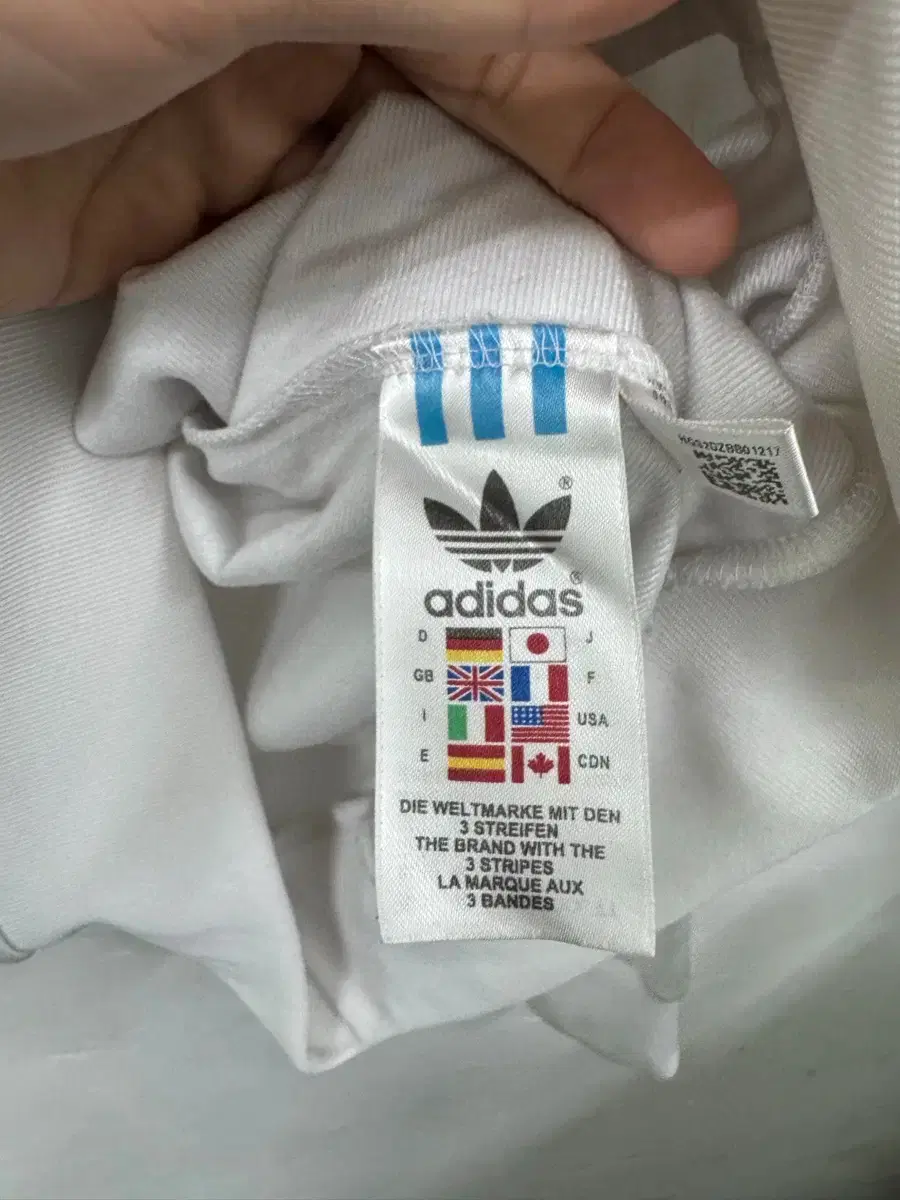 HGS2DZBB01217
®
adidas®
D
J
GB
F
I
USA
E
CDN
DIE WELTMARKE MIT DEN
3 STREIFEN
THE BRAND WITH THE
3 STRIPES
LA MARQUE AUX
3 BANDES